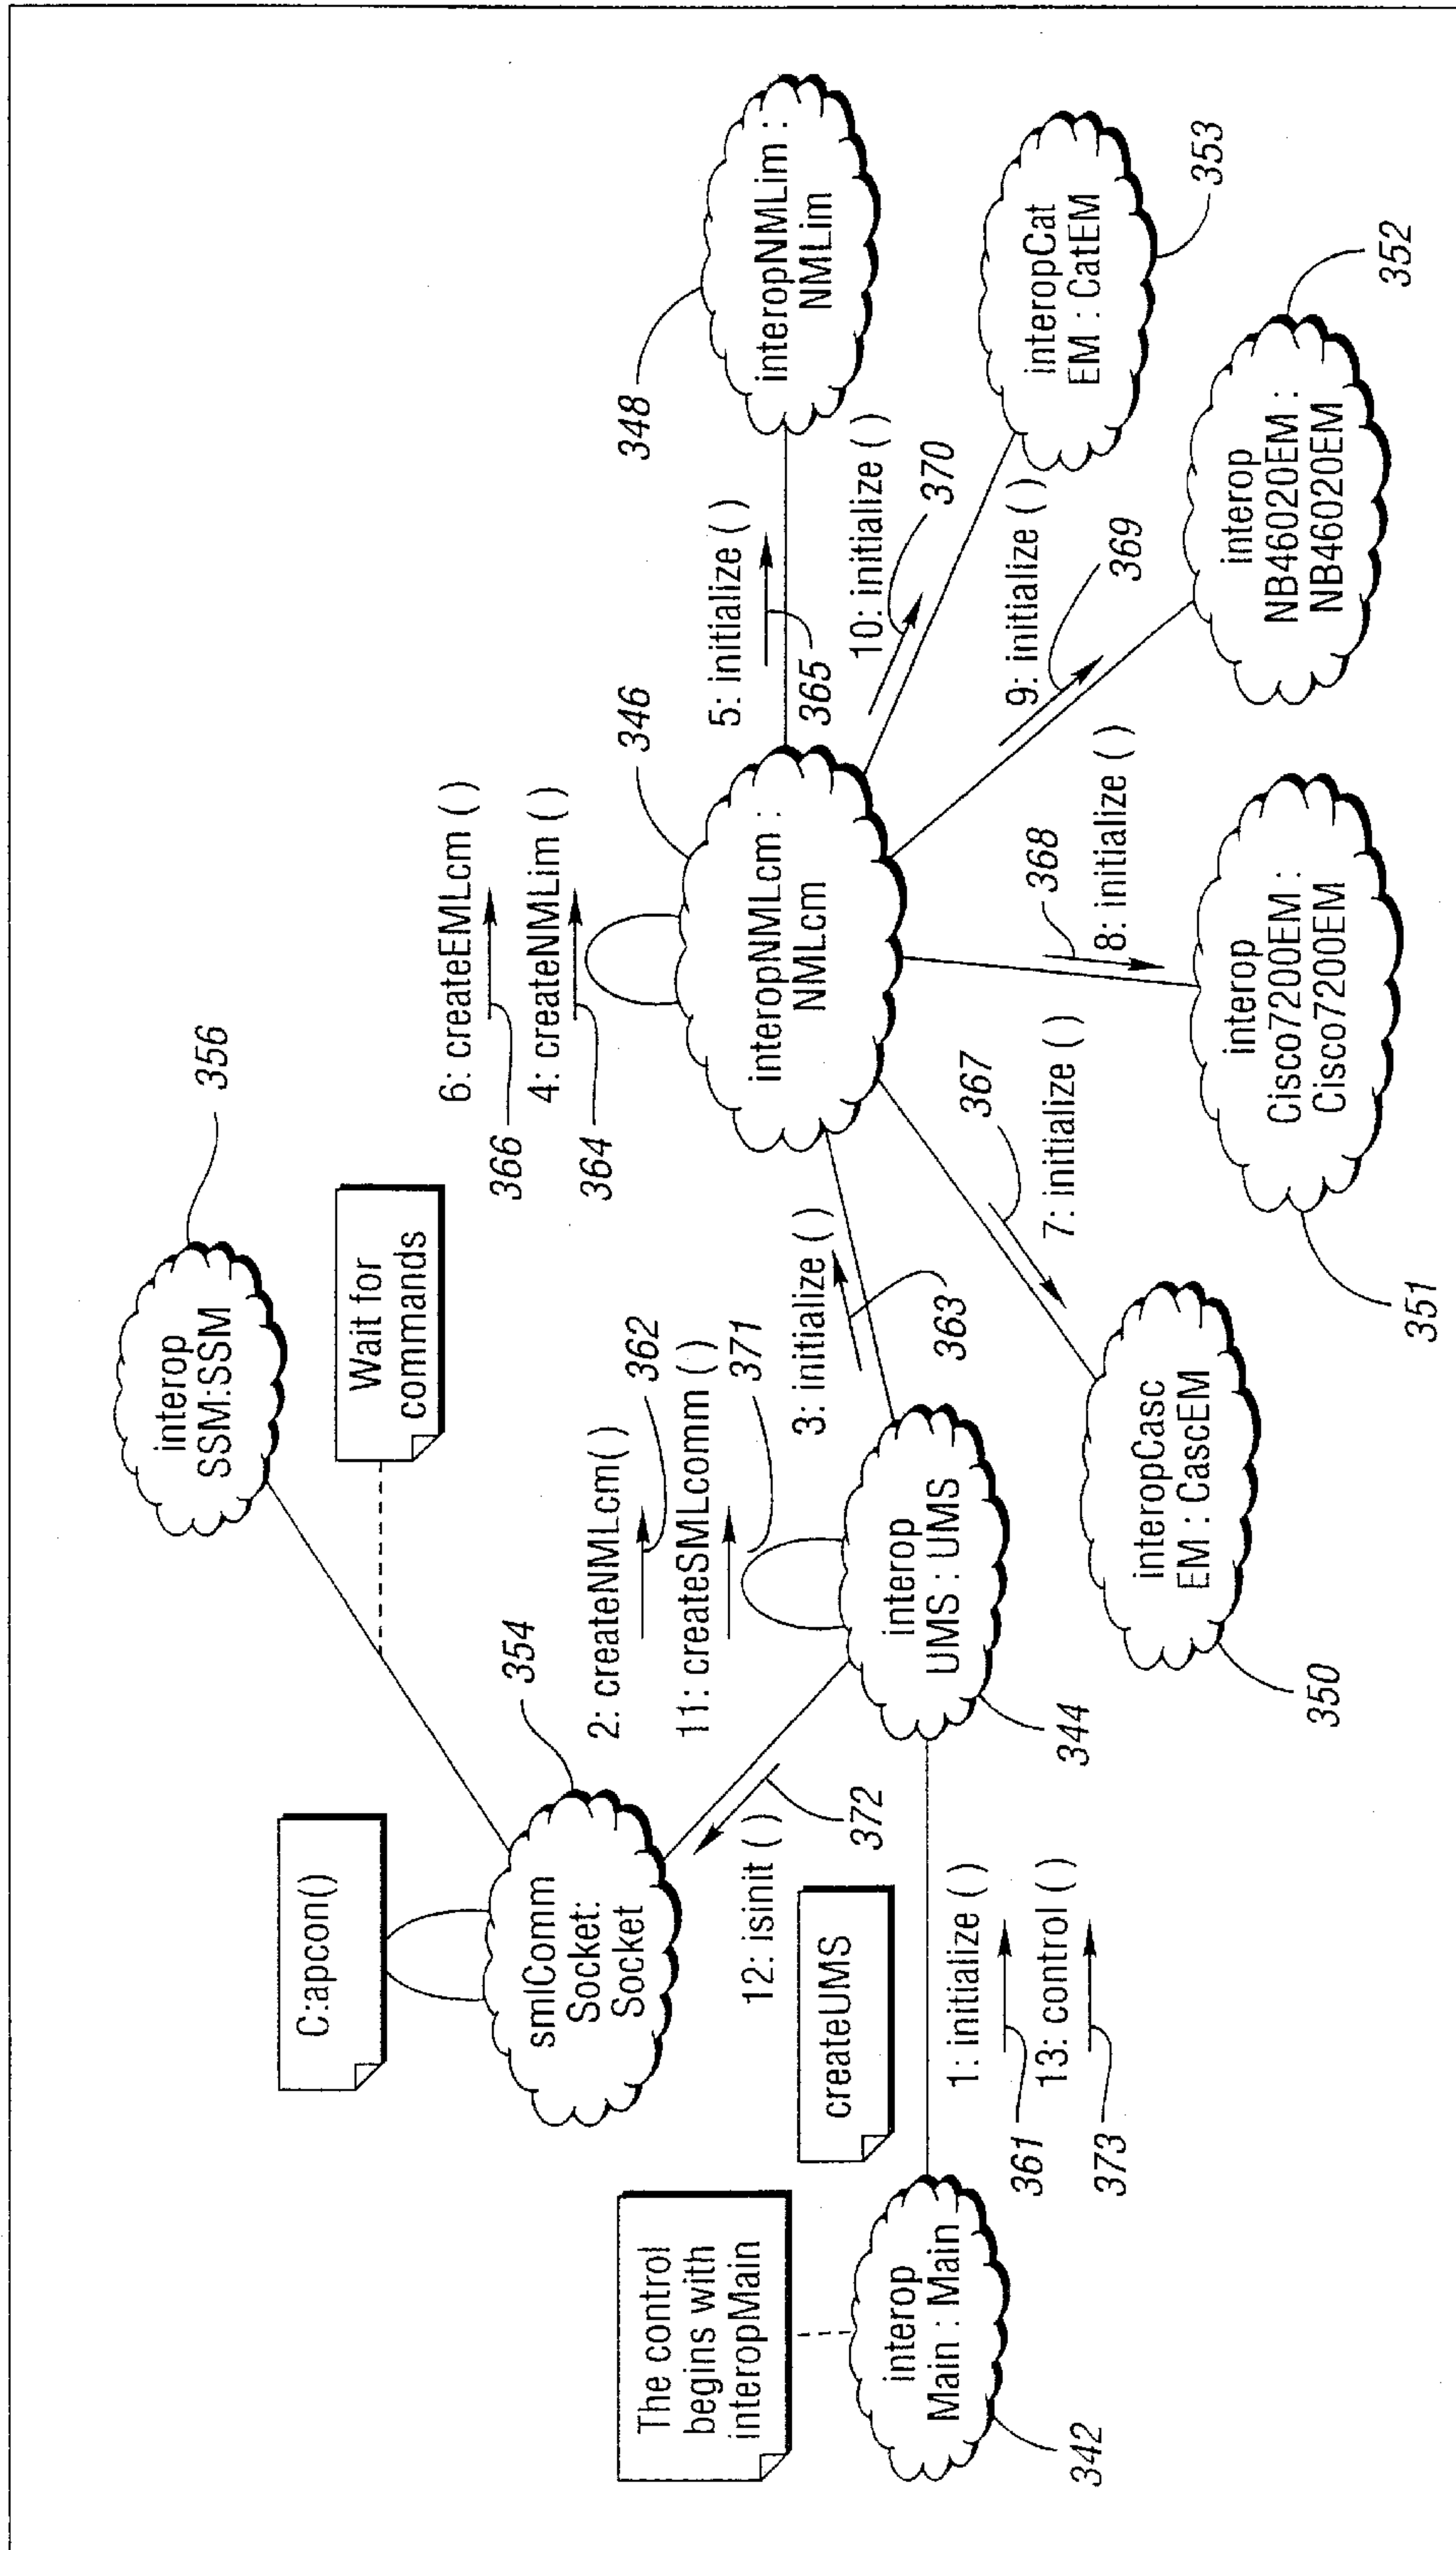 interop
SSM:SSM
356
Wait for
commands
C:apcon()
smlComm
Socket:
Socket
354
2: createNMLcm()
362
11: createSMLcomm ( )
371
12: isinit ( )
372
6: createEMLcm ( )
366
4: createNMLim ( )
364
346
interopNMLcm :
NMLcm
5: initialize ( )
365
348
interopNMLim :
NMLim
10: initialize ( )
370
interopCat
EM : CatEM
353
9: initialize ( )
369
interop
NB46020EM :
NB46020EM
352
8: initialize ( )
368
interop
Cisco7200EM :
Cisco7200EM
351
7: initialize ( )
367
interopCasc
EM : CascEM
350
3: initialize ( )
363
interop
UMS : UMS
344
createUMS
1: initialize ( )
361
13: control ( )
373
The control
begins with
interopMain
interop
Main : Main
342